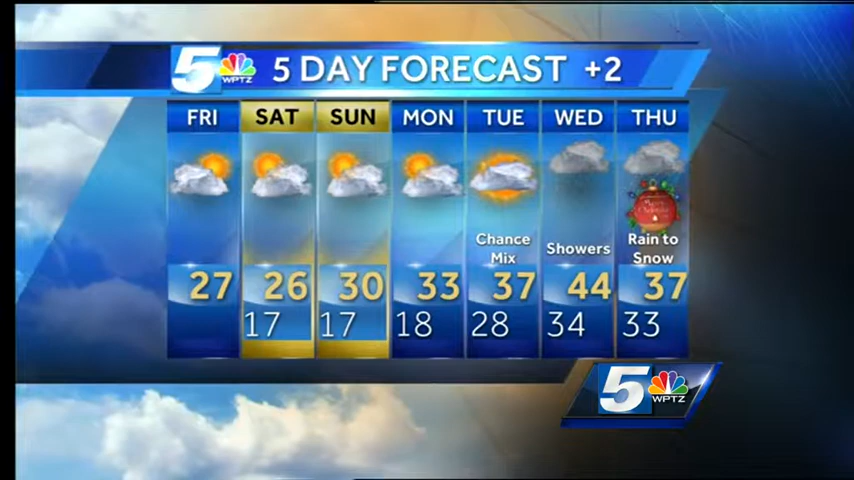 5 WPTZ 5 DAY FORECAST +2
FRI SAT SUN MON TUE WED THU
Chance Mix Showers Rain to Snow
27 26 30 33 37 44 37
17 17 18 28 34 33
5 WPTZ